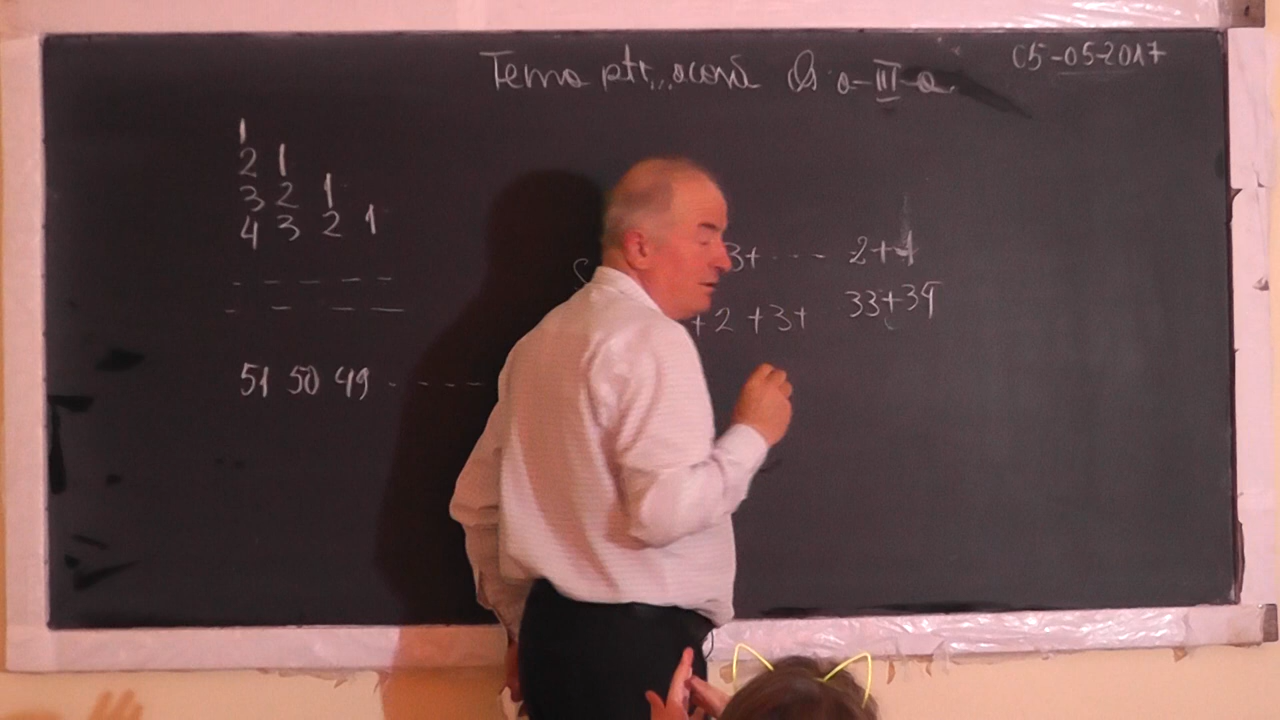 Tema ptr. acasă Cls a-III-a
05-05-2017
1
2 1
3 2 1
4 3 2 1
- - - - -
- - - - -
51 50 49 - - - - -
S 3+ ---- 2+1
+2 +3+ 33+34